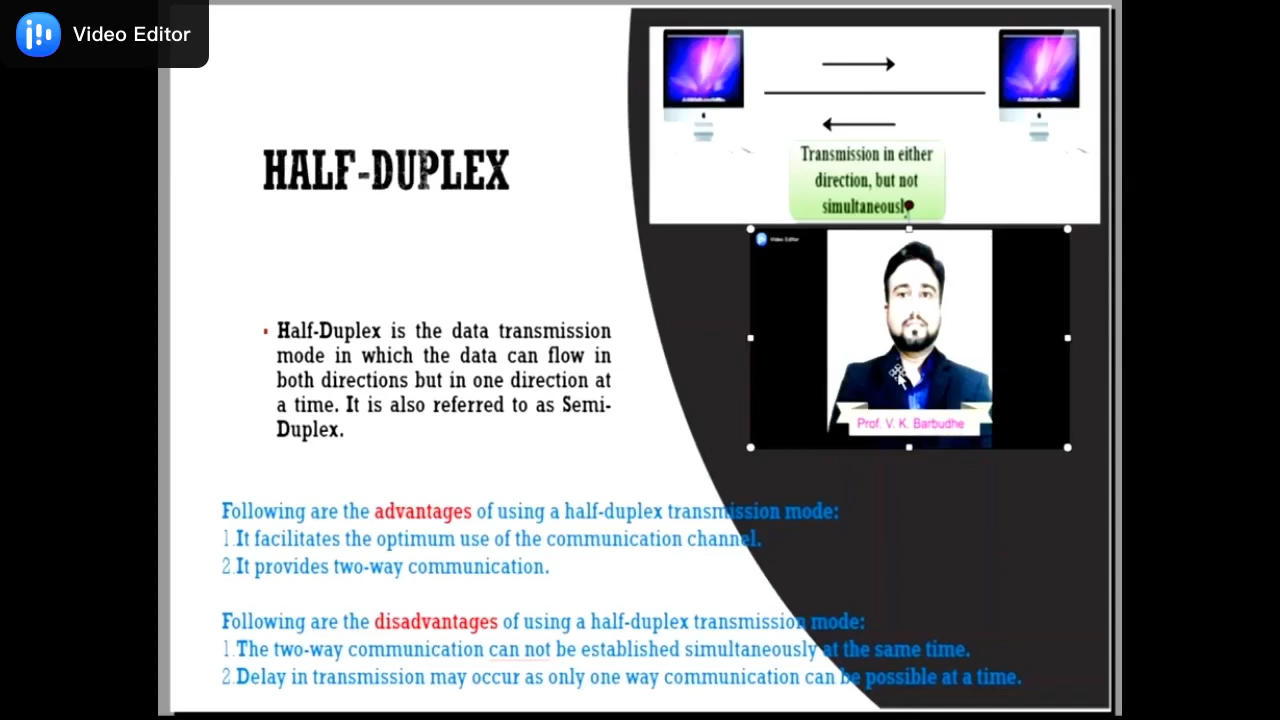 Video Editor
HALF-DUPLEX
Transmission in either
direction, but not
simultaneously
Video Editor
Prof. V. K. Barbudhe
▪ Half-Duplex is the data transmission
mode in which the data can flow in
both directions but in one direction at
a time. It is also referred to as Semi-
Duplex.
Following are the advantages of using a half-duplex transmission mode:
1.It facilitates the optimum use of the communication channel.
2.It provides two-way communication.
Following are the disadvantages of using a half-duplex transmission mode:
1.The two-way communication can not be established simultaneously at the same time.
2.Delay in transmission may occur as only one way communication can be possible at a time.